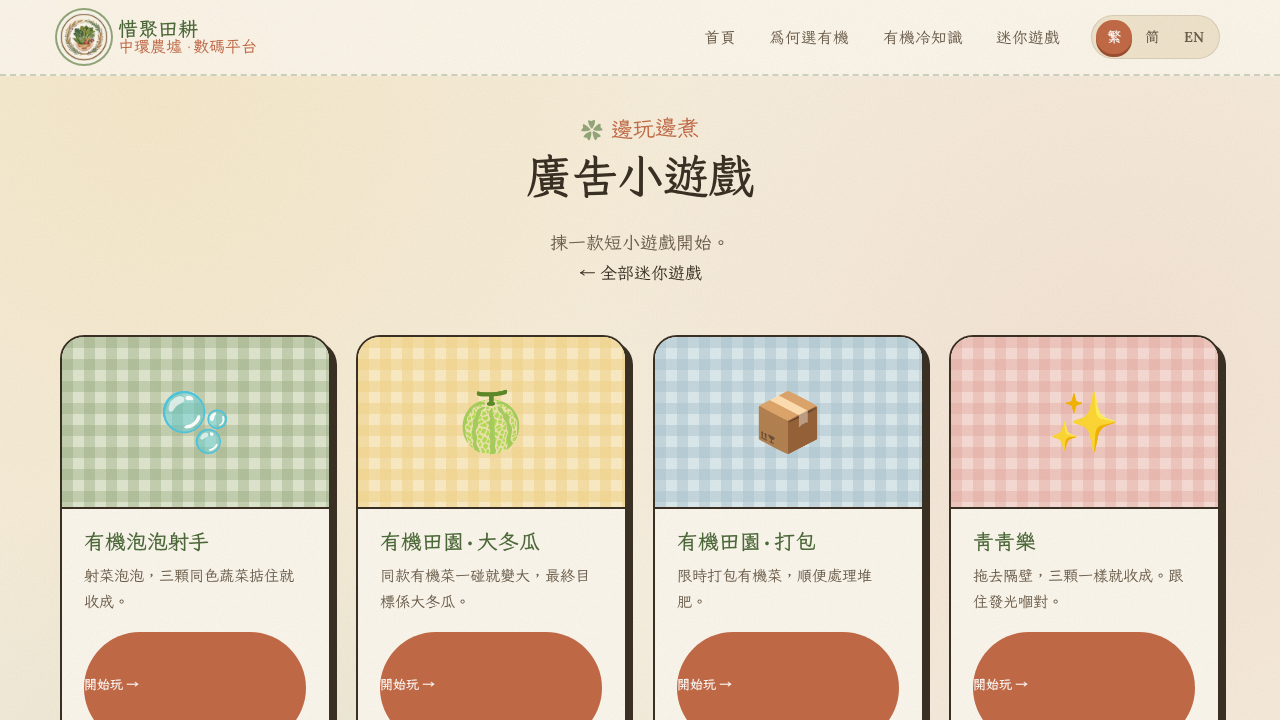 惜聚田耕
中環農墟 · 數碼平台
首頁
為何選有機
有機冷知識
迷你遊戲
繁
简
EN
邊玩邊煮
廣告小遊戲
揀一款短小遊戲開始。
← 全部迷你遊戲
有機泡泡射手
射菜泡泡，三顆同色蔬菜掂住就
收成。
開始玩 →
有機田園·大冬瓜
同款有機菜一碰就變大，最終目
標係大冬瓜。
開始玩 →
有機田園·打包
限時打包有機菜，順便處理堆
肥。
開始玩 →
青青樂
拖去隔壁，三顆一樣就收成。跟
住發光嗰對。
開始玩 →